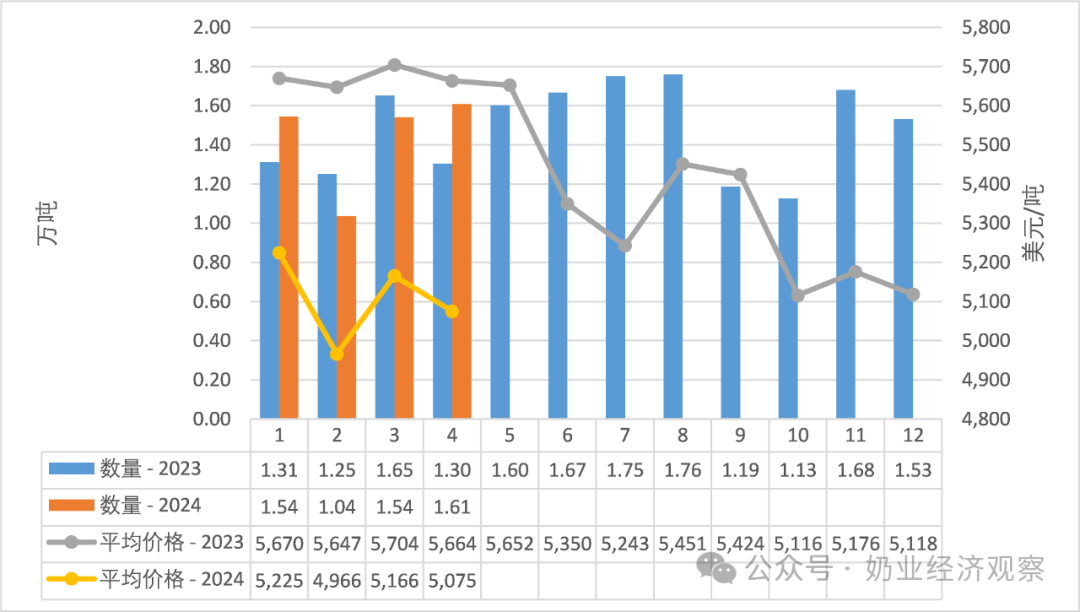 2.00 5,800
1.80 5,700
1.60 5,600
1.40 5,500
1.20 5,400
1.00 5,300
0.80 5,200
0.60 5,100
0.40 5,000
0.20 4,900
0.00 4,800
万吨
美元/吨
1 2 3 4 5 6 7 8 9 10 11 12
数量 - 2023 1.31 1.25 1.65 1.30 1.60 1.67 1.75 1.76 1.19 1.13 1.68 1.53
数量 - 2024 1.54 1.04 1.54 1.61
平均价格 - 2023 5,670 5,647 5,704 5,664 5,652 5,350 5,243 5,451 5,424 5,116 5,176 5,118
平均价格 - 2024 5,225 4,966 5,166 5,075
公众号 · 奶业经济观察